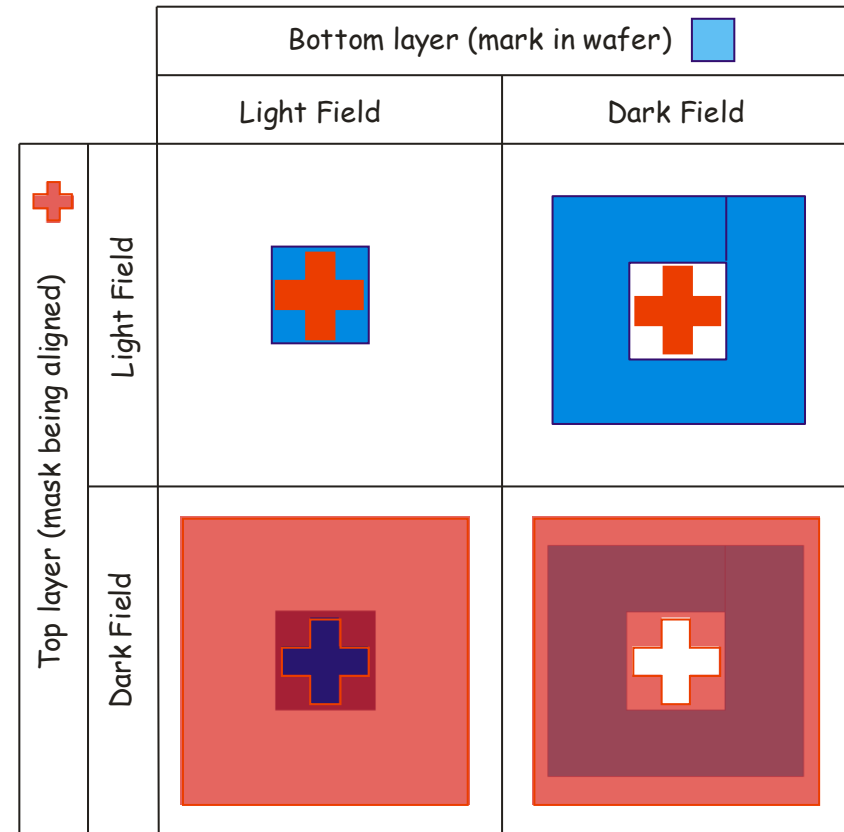 Bottom layer (mark in wafer)
Light Field
Dark Field
Top layer (mask being aligned)
Light Field
Dark Field